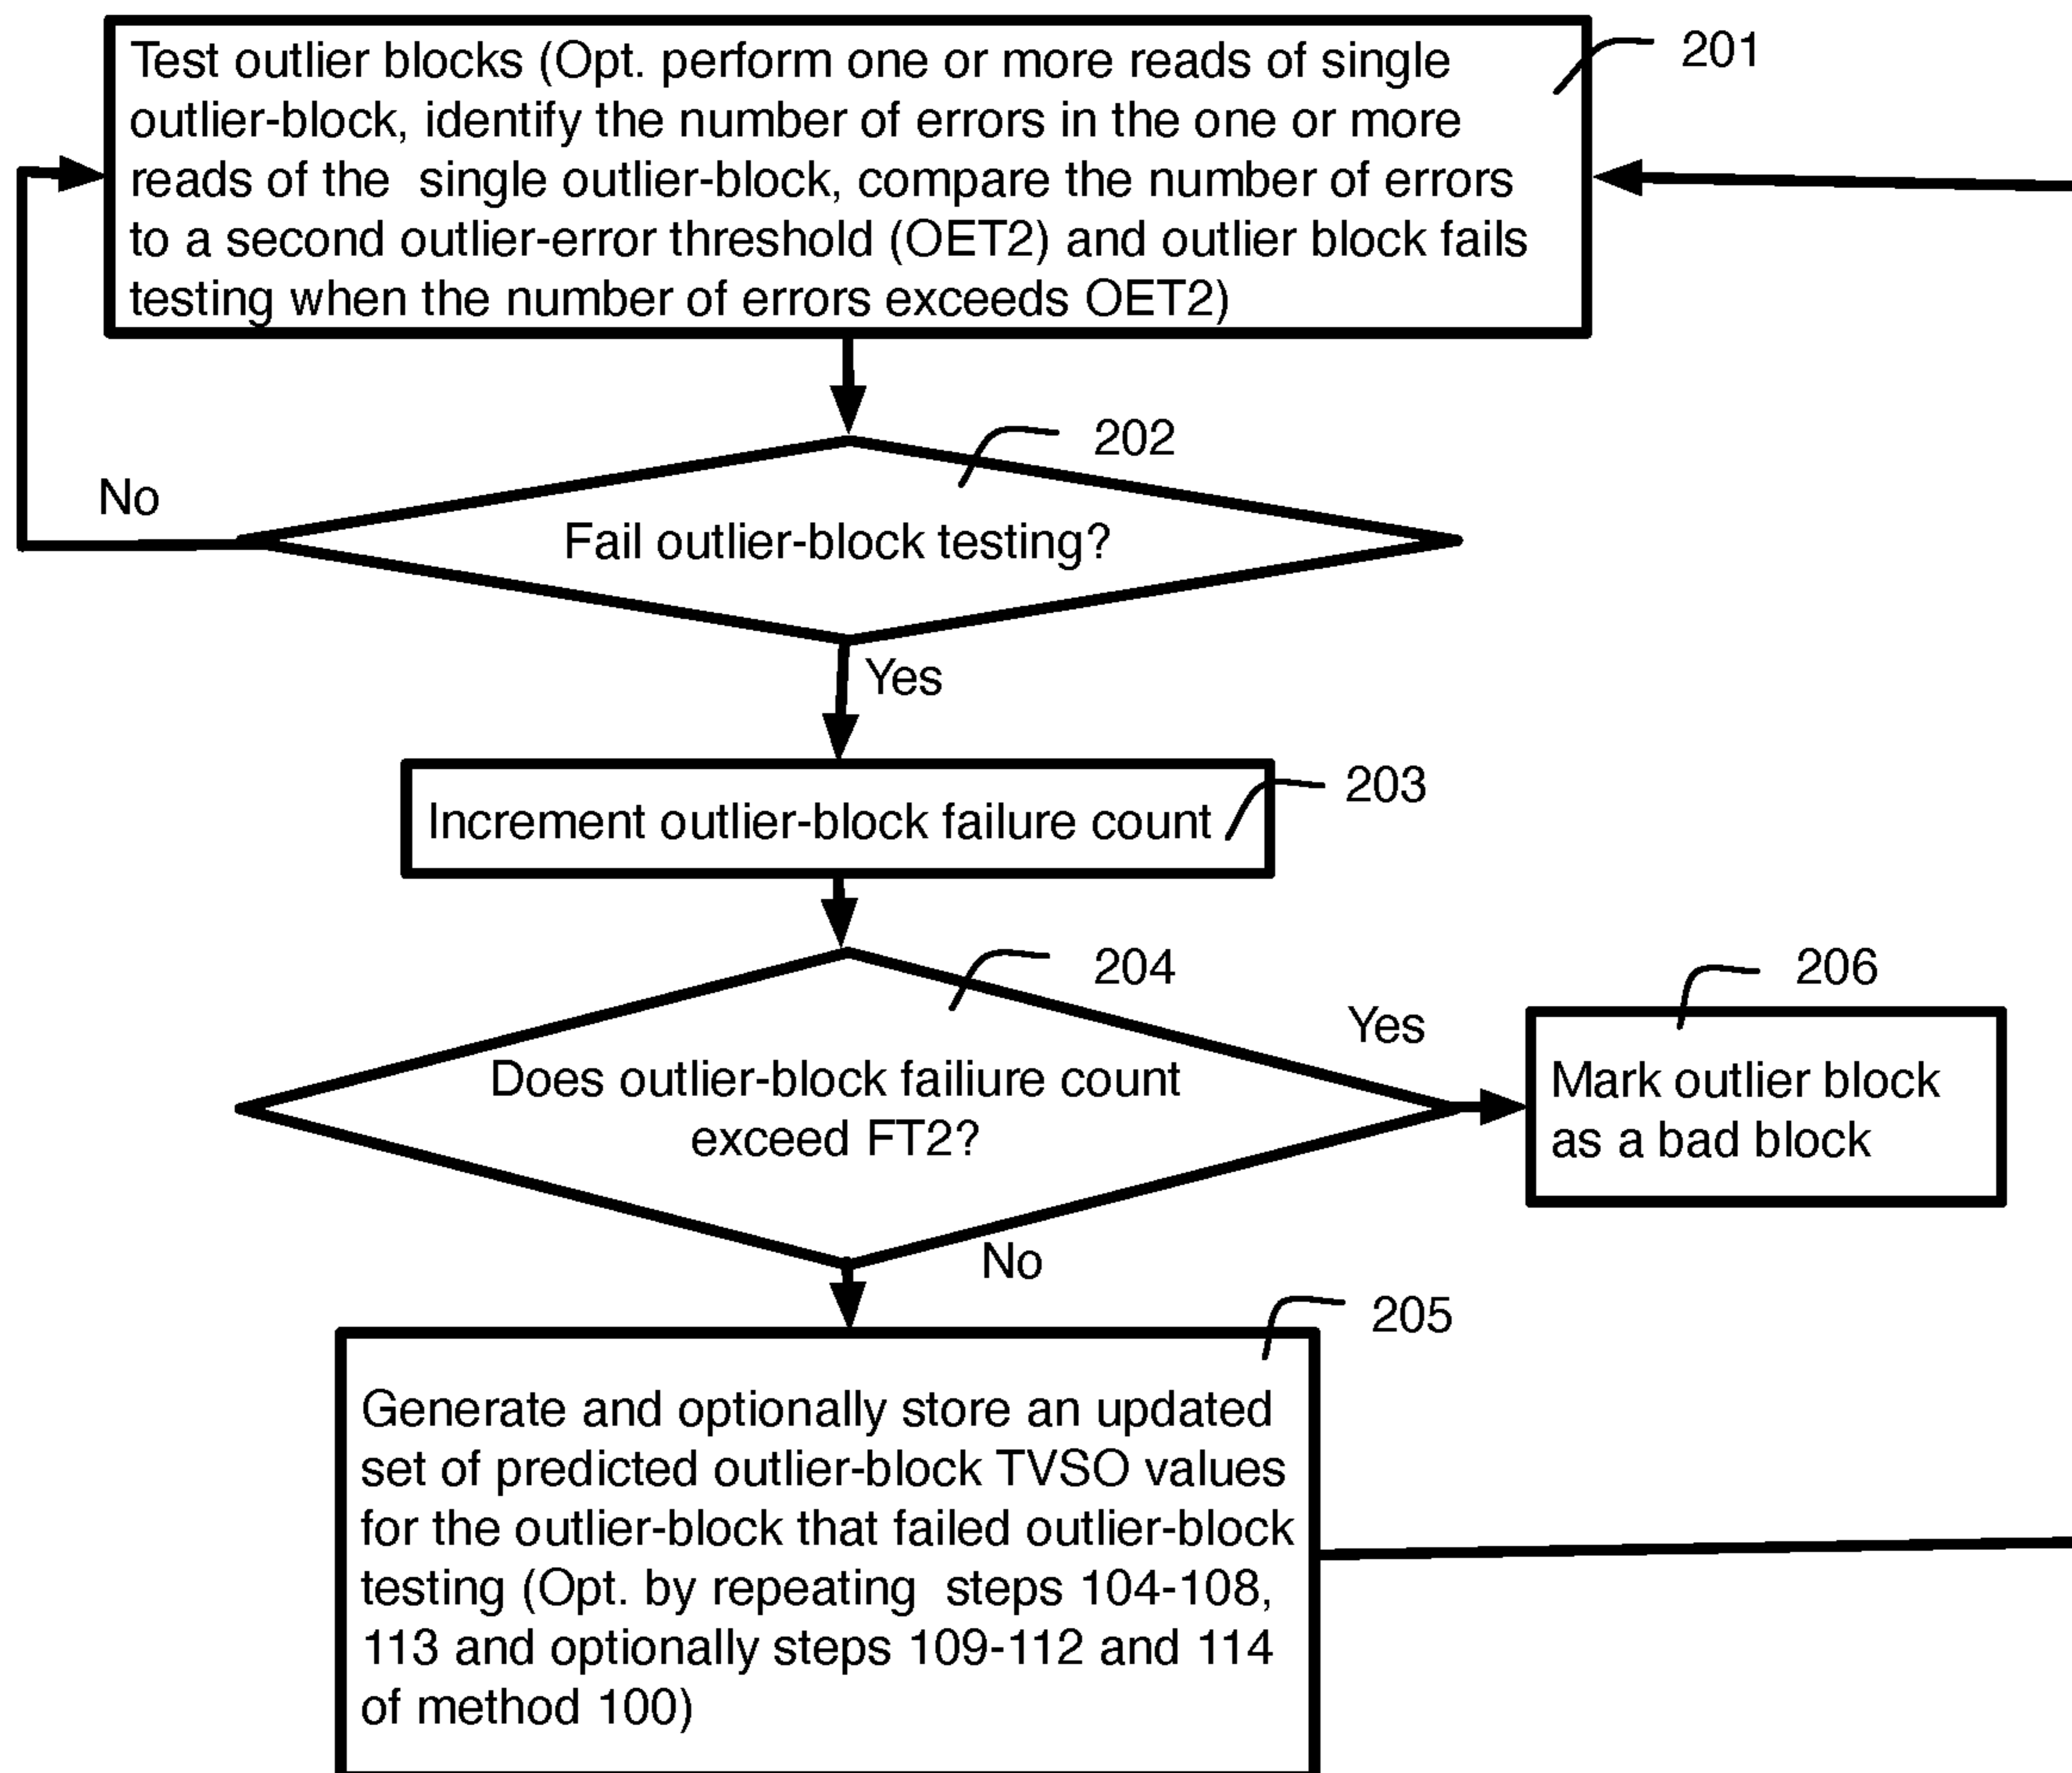 Test outlier blocks (Opt. perform one or more reads of single
outlier-block, identify the number of errors in the one or more
reads of the single outlier-block, compare the number of errors
to a second outlier-error threshold (OET2) and outlier block fails
testing when the number of errors exceeds OET2)
201
202
No
Fail outlier-block testing?
Yes
203
Increment outlier-block failure count
204
206
Yes
Does outlier-block failiure count
exceed FT2?
Mark outlier block
as a bad block
No
205
Generate and optionally store an updated
set of predicted outlier-block TVSO values
for the outlier-block that failed outlier-block
testing (Opt. by repeating steps 104-108,
113 and optionally steps 109-112 and 114
of method 100)